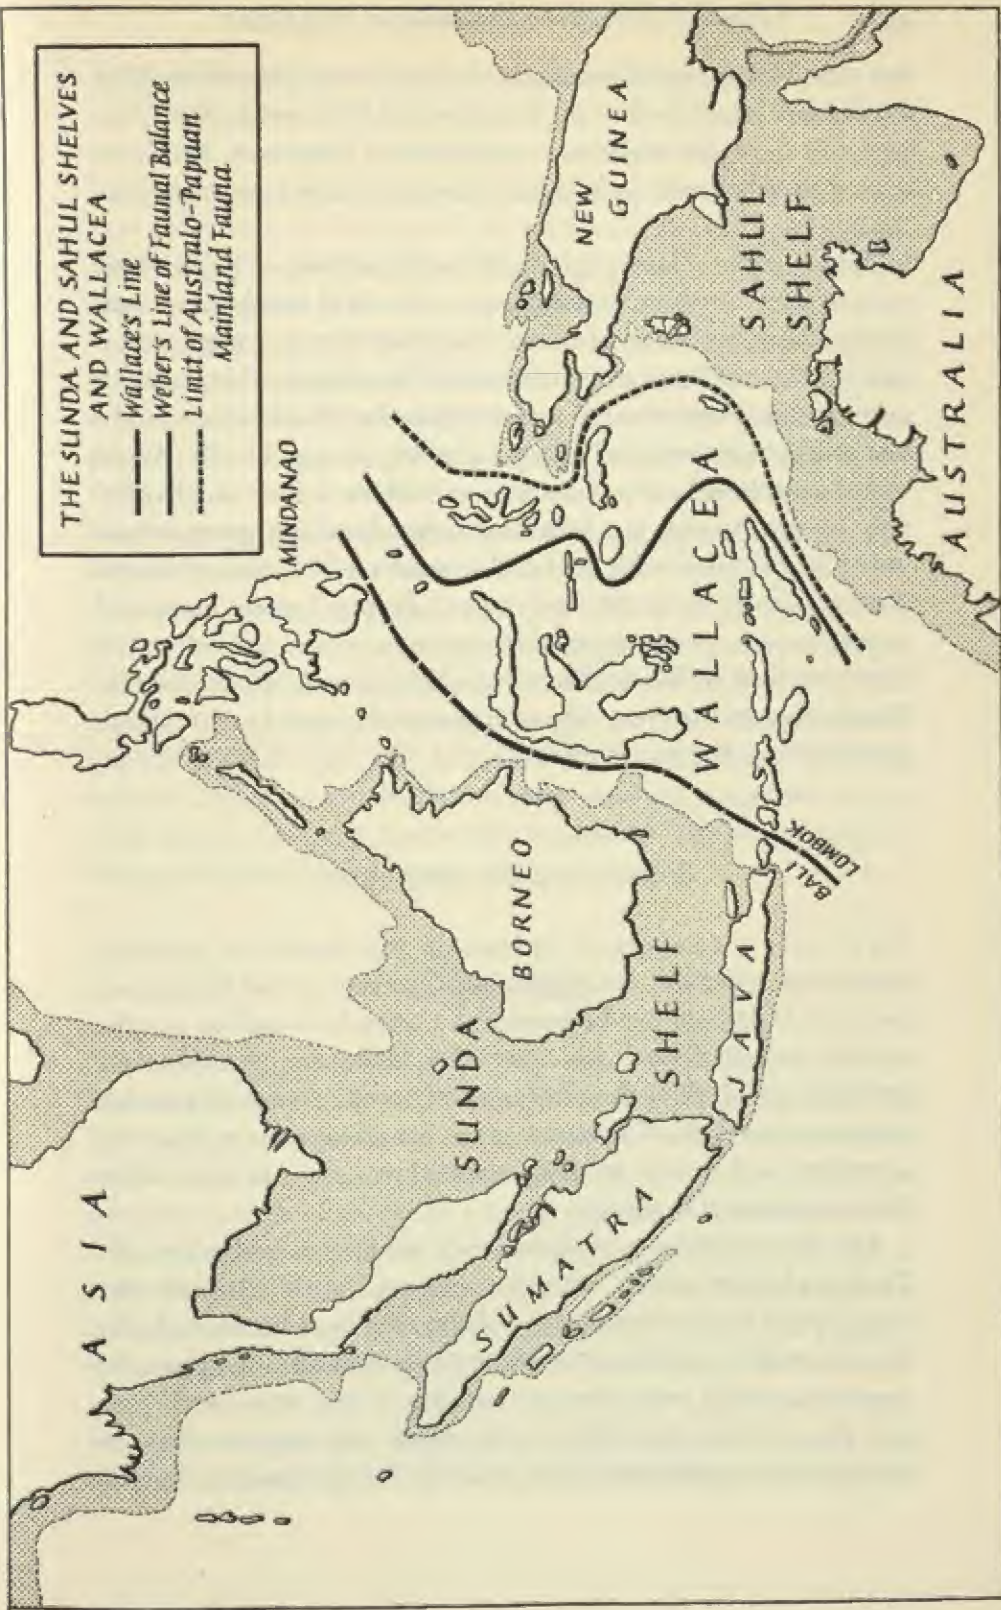 THE SUNDA AND SAHUL SHELVES
AND WALLACEA
Wallace's Line
Weber's Line of Faunal Balance
Limit of Australo-Papuan
Mainland Fauna
ASIA
MINDANAO
NEW
GUINEA
BORNEO
SUNDA
SHELF
SUMATRA
JAVA
BALI
LOMBOK
WALLACEA
SAHUL
SHELF
AUSTRALIA